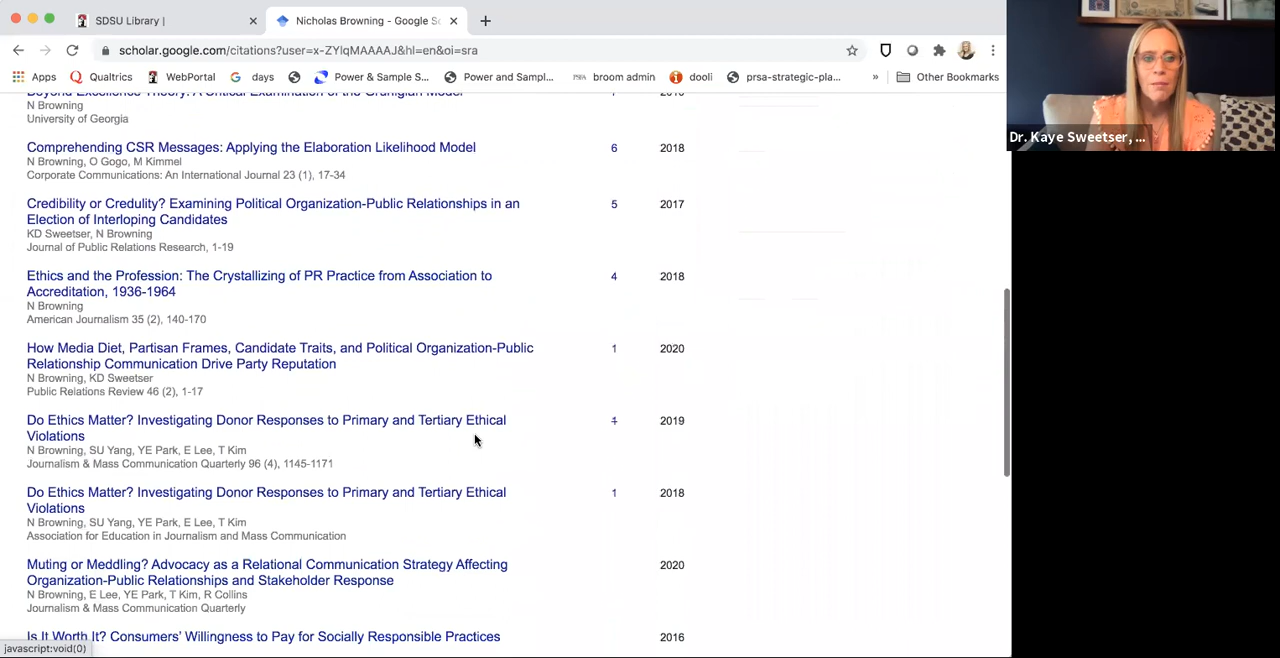 SDSU Library |
Nicholas Browning - Google Sc
scholar.google.com/citations?user=x-ZYlqMAAAAJ&hl=en&oi=sra
Apps Qualtrics WebPortal days Power & Sample S... Power and Sampl... broom admin dooli prsa-strategic-pla... » Other Bookmarks
Dr. Kaye Sweetser, ...
Beyond Excellence Theory: A Critical Examination of the Grunigian Model
N Browning
University of Georgia
Comprehending CSR Messages: Applying the Elaboration Likelihood Model 6 2018
N Browning, O Gogo, M Kimmel
Corporate Communications: An International Journal 23 (1), 17-34
Credibility or Credulity? Examining Political Organization-Public Relationships in an 5 2017
Election of Interloping Candidates
KD Sweetser, N Browning
Journal of Public Relations Research, 1-19
Ethics and the Profession: The Crystallizing of PR Practice from Association to 4 2018
Accreditation, 1936-1964
N Browning
American Journalism 35 (2), 140-170
How Media Diet, Partisan Frames, Candidate Traits, and Political Organization-Public 1 2020
Relationship Communication Drive Party Reputation
N Browning, KD Sweetser
Public Relations Review 46 (2), 1-17
Do Ethics Matter? Investigating Donor Responses to Primary and Tertiary Ethical 1 2019
Violations
N Browning, SU Yang, YE Park, E Lee, T Kim
Journalism & Mass Communication Quarterly 96 (4), 1145-1171
Do Ethics Matter? Investigating Donor Responses to Primary and Tertiary Ethical 1 2018
Violations
N Browning, SU Yang, YE Park, E Lee, T Kim
Association for Education in Journalism and Mass Communication
Muting or Meddling? Advocacy as a Relational Communication Strategy Affecting 2020
Organization-Public Relationships and Stakeholder Response
N Browning, E Lee, YE Park, T Kim, R Collins
Journalism & Mass Communication Quarterly
Is It Worth It? Consumers' Willingness to Pay for Socially Responsible Practices 2016
javascript:void(0)